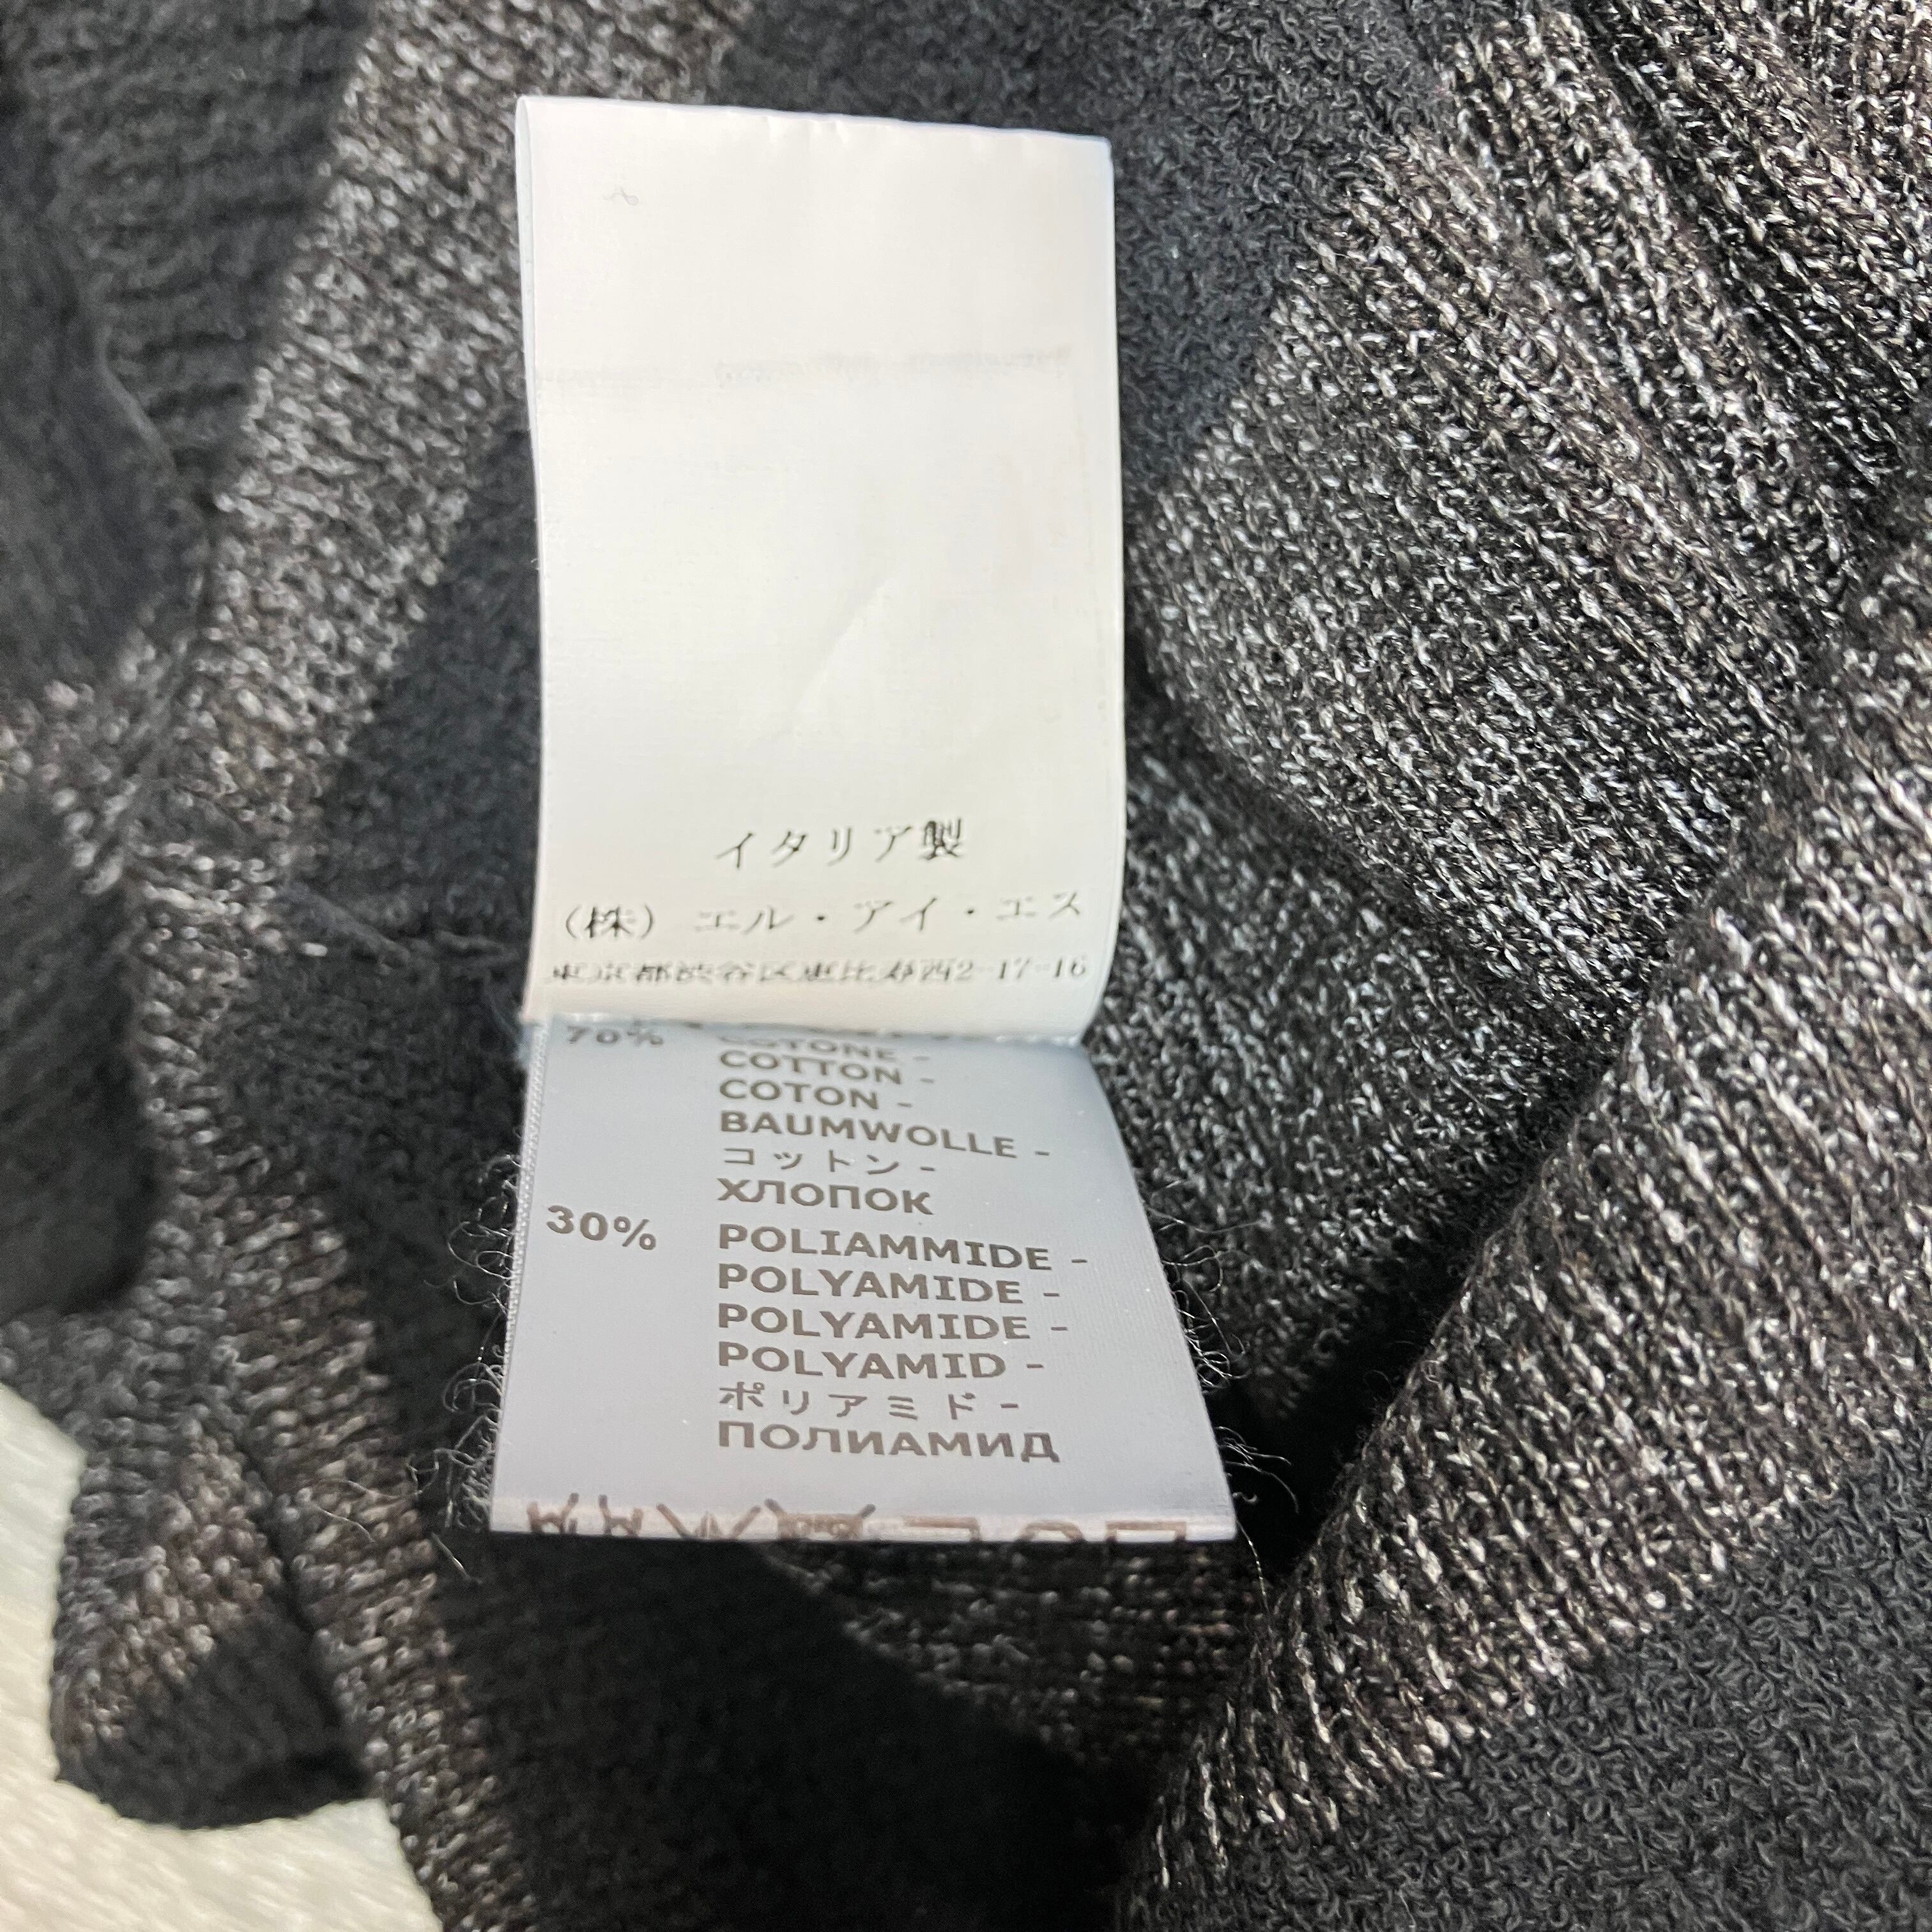 イタリア製
（株） エル・アイ・エス
東京都渋谷区恵比寿西2-17-16
70% COTONE -
COTTON -
COTON -
BAUMWOLLE -
コットン -
ХЛОПОК
30% POLIAMMIDE -
POLYAMIDE -
POLYAMIDE -
POLYAMID -
ポリアミド -
ПОЛИАМИД